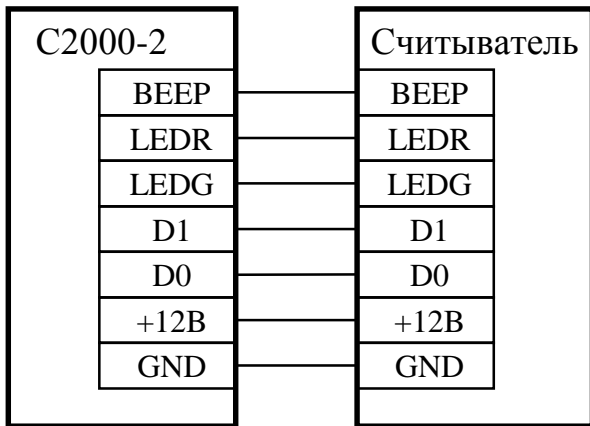 С2000-2
BEEP
LEDR
LEDG
D1
D0
+12В
GND
Считыватель
BEEP
LEDR
LEDG
D1
D0
+12В
GND